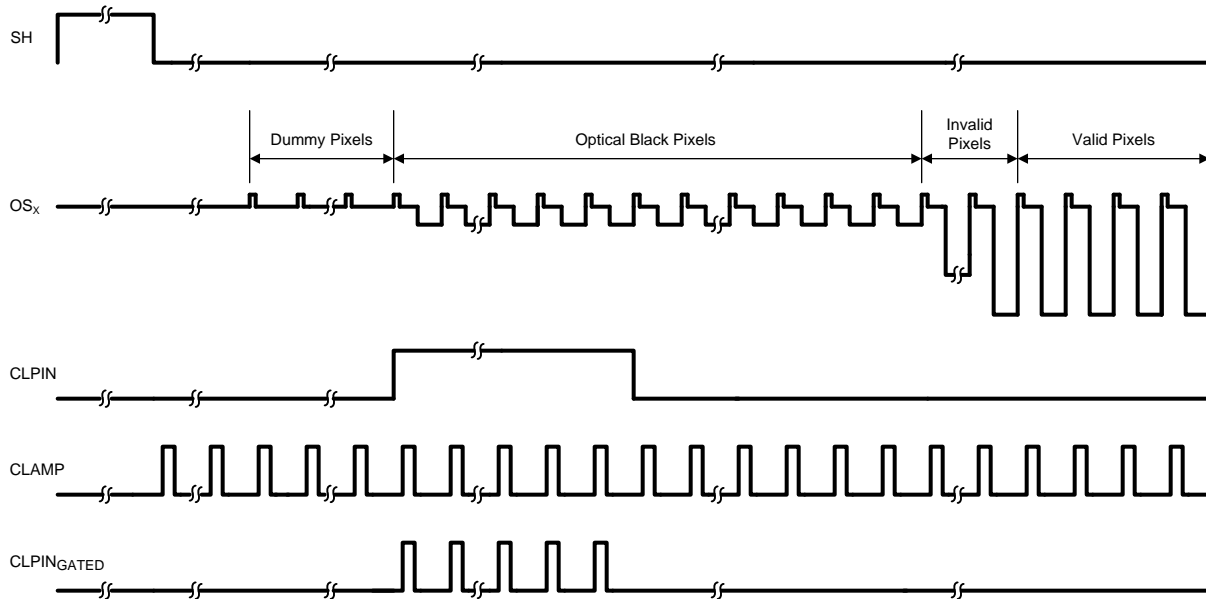 SH
Dummy Pixels
Optical Black Pixels
Invalid
Pixels
Valid Pixels
OSX
CLPIN
CLAMP
CLPINGATED